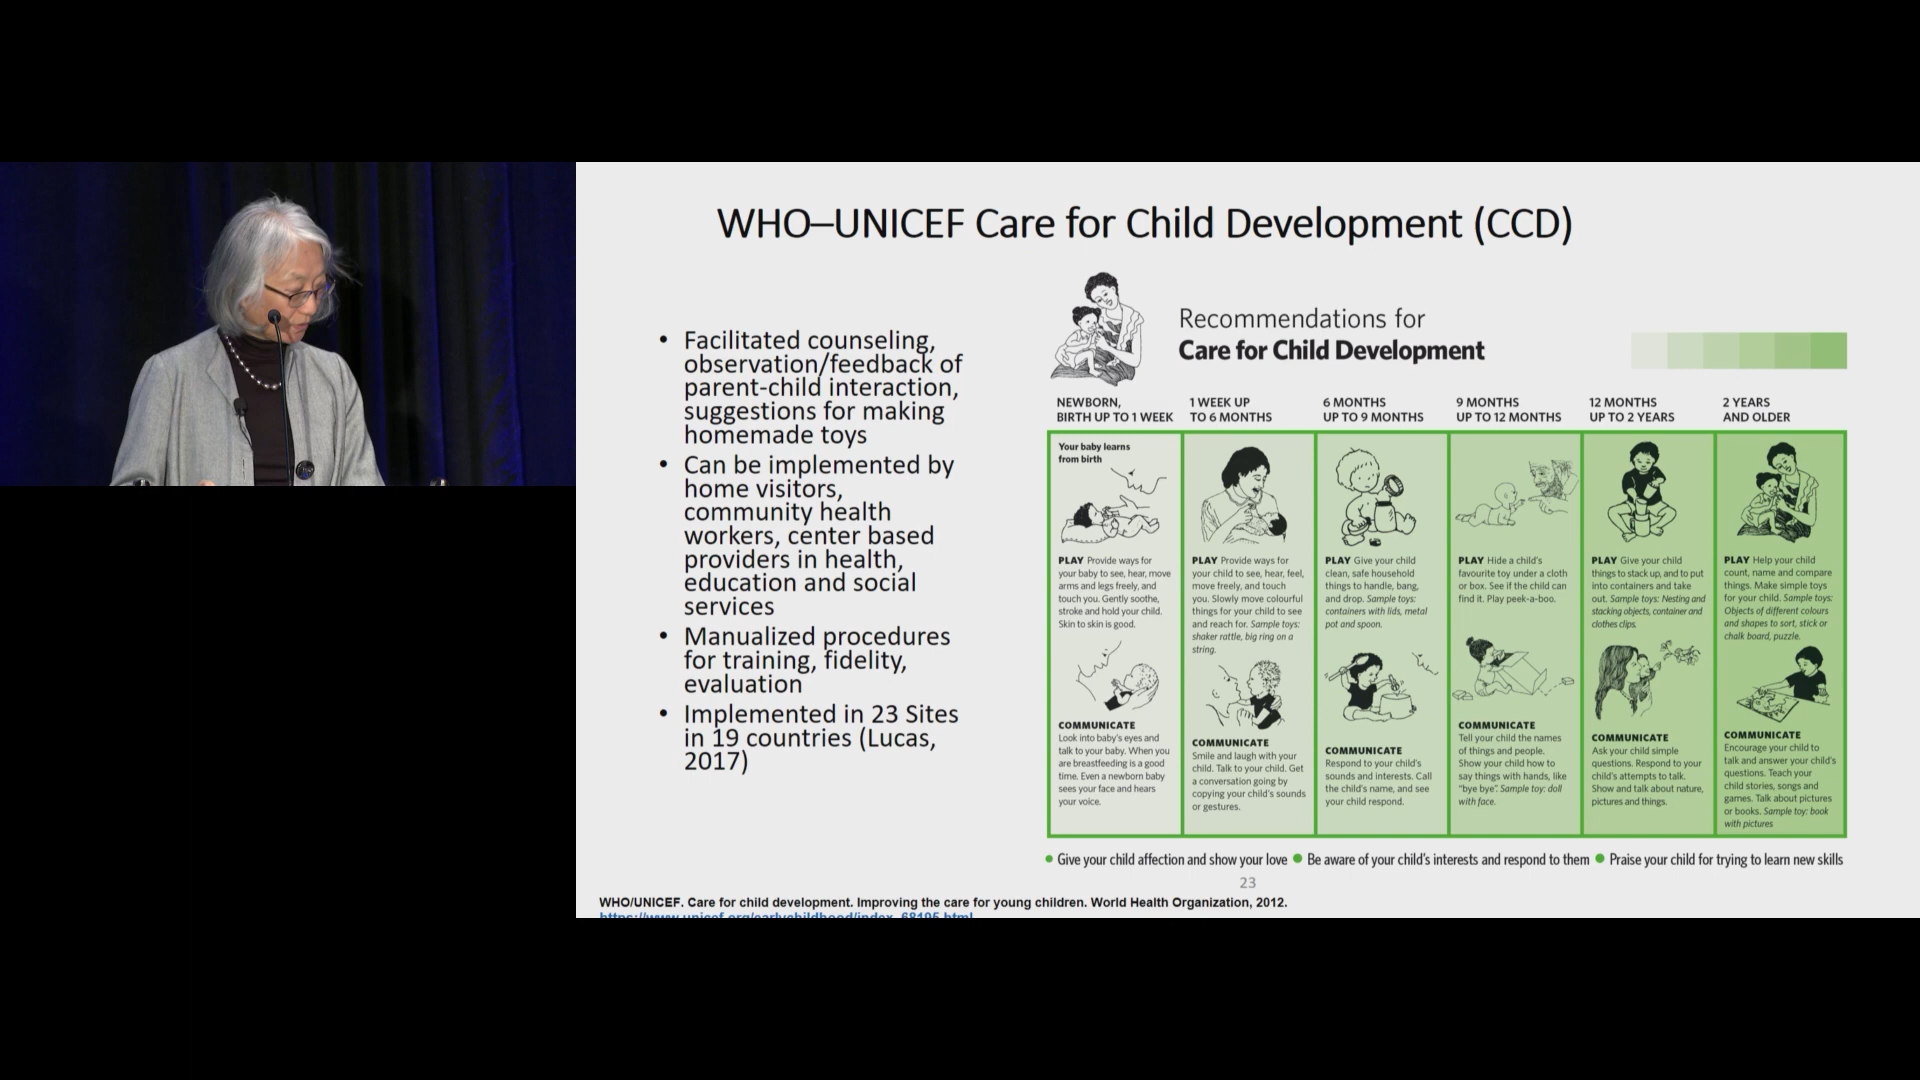 WHO–UNICEF Care for Child Development (CCD)
• Facilitated counseling,
observation/feedback of
parent-child interaction,
suggestions for making
homemade toys
• Can be implemented by
home visitors,
community health
workers, center based
providers in health,
education and social
services
• Manualized procedures
for training, fidelity,
evaluation
• Implemented in 23 Sites
in 19 countries (Lucas,
2017)
Recommendations for
Care for Child Development
NEWBORN,
BIRTH UP TO 1 WEEK
Your baby learns
from birth
PLAY Provide ways for
your baby to see, hear, move
arms and legs freely, and
touch you. Gently soothe,
stroke and hold your child.
Skin to skin is good.
COMMUNICATE
Look into baby's eyes and
talk to your baby. When you
are breastfeeding is a good
time. Even a newborn baby
sees your face and hears
your voice.
1 WEEK UP
TO 6 MONTHS
PLAY Provide ways for
your child to see, hear, feel,
move freely, and touch
you. Slowly move colourful
things for your child to see
and reach for. Sample toys:
shaker rattle, big ring on a
string.
COMMUNICATE
Smile and laugh with your
child. Talk to your child. Get
a conversation going by
copying your child's sounds
or gestures.
6 MONTHS
UP TO 9 MONTHS
PLAY Give your child
clean, safe household
things to handle, bang,
and drop. Sample toys:
containers with lids, metal
pot and spoon.
COMMUNICATE
Respond to your child's
sounds and interests. Call
the child's name, and see
your child respond.
9 MONTHS
UP TO 12 MONTHS
PLAY Hide a child's
favourite toy under a cloth
or box. See if the child can
find it. Play peek-a-boo.
COMMUNICATE
Tell your child the names
of things and people.
Show your child how to
say things with hands, like
"bye bye". Sample toy: doll
with face.
12 MONTHS
UP TO 2 YEARS
PLAY Give your child
things to stack up, and to put
into containers and take
out. Sample toys: Nesting and
stacking objects, container and
clothes clips.
COMMUNICATE
Ask your child simple
questions. Respond to your
child's attempts to talk.
Show and talk about nature,
pictures and things.
2 YEARS
AND OLDER
PLAY Help your child
count, name and compare
things. Make simple toys
for your child. Sample toys:
Objects of different colours
and shapes to sort, stick or
chalk board, puzzle.
COMMUNICATE
Encourage your child to
talk and answer your child's
questions. Teach your
child stories, songs and
games. Talk about pictures
or books. Sample toy: book
with pictures
• Give your child affection and show your love • Be aware of your child's interests and respond to them • Praise your child for trying to learn new skills
23
WHO/UNICEF. Care for child development. Improving the care for young children. World Health Organization, 2012.
https://www.unicef.org/earlychildhood/index_68195.html